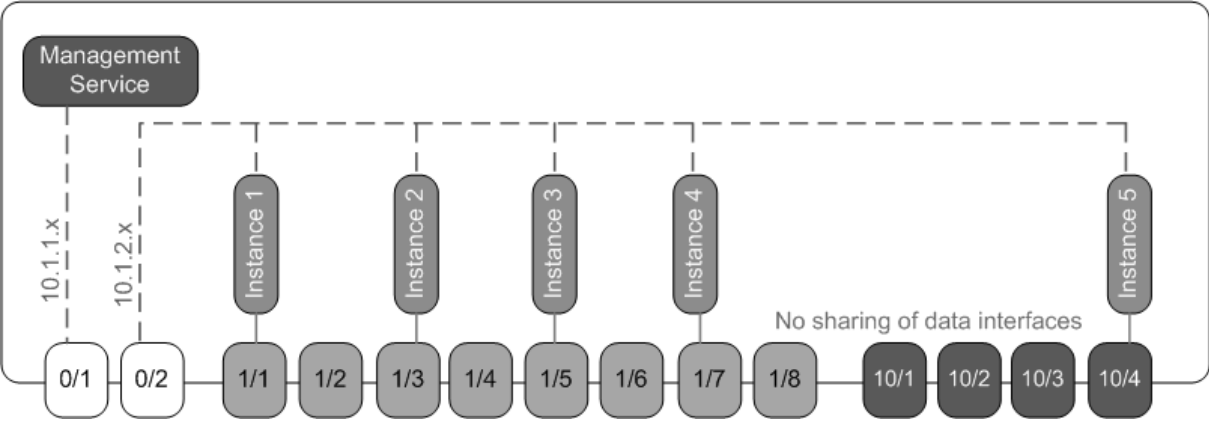 Management
Service
10.1.1.x
10.1.2.x
Instance 1
Instance 2
Instance 3
Instance 4
Instance 5
No sharing of data interfaces
0/1
0/2
1/1
1/2
1/3
1/4
1/5
1/6
1/7
1/8
10/1
10/2
10/3
10/4